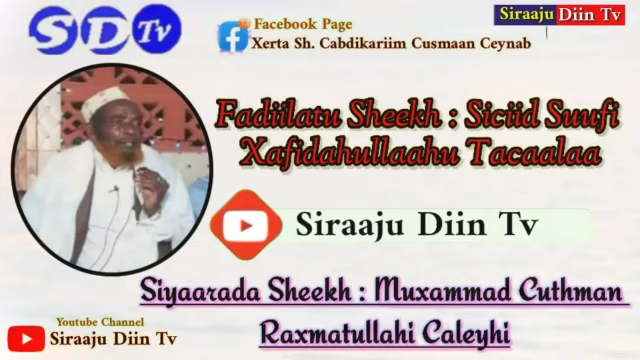 SD Tv
Facebook Page
Xerta Sh. Cabdikariim Cusmaan Ceynab
Siraaju Diin Tv
Fadiilatu Sheekh : Siciid Suufi
Xafidahullaahu Tacaalaa
Siraaju Diin Tv
Siyaarada Sheekh : Muxammad Cuthman
Raxmatullahi Caleyhi
Youtube Channel
Siraaju Diin Tv